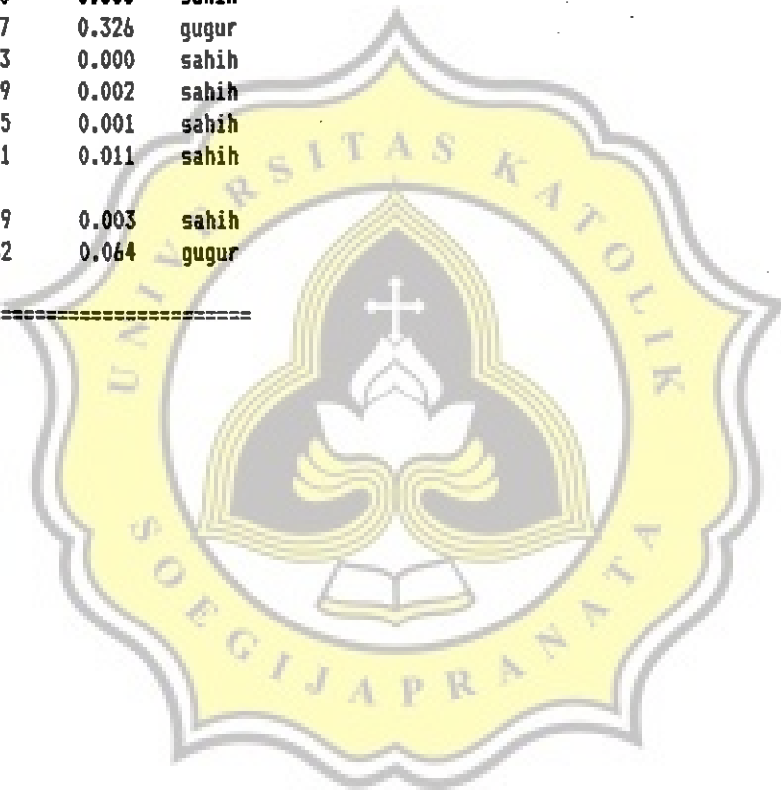 7 0.326 gugur
3 0.000 sahih
9 0.002 sahih
5 0.001 sahih
1 0.011 sahih
9 0.003 sahih
2 0.064 gugur
======================
UNIVERSITAS KATOLIK
SOEGIJAPRANATA